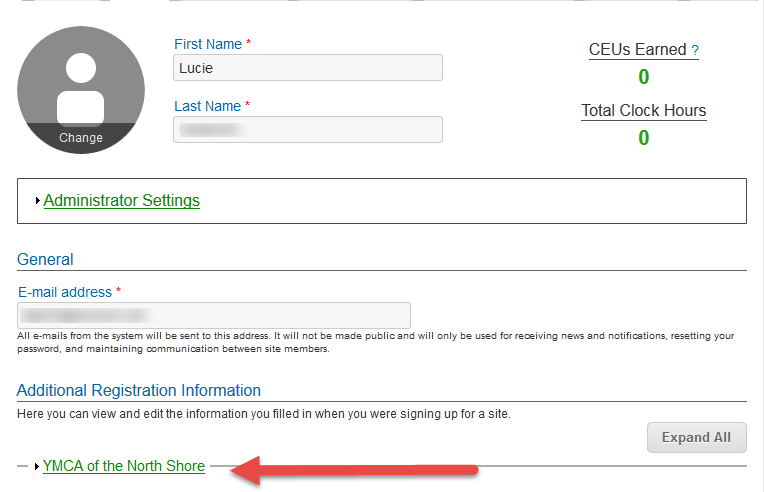 First Name *
Lucie
CEUs Earned ?
0
Last Name *
Total Clock Hours
0
Change
Administrator Settings
General
E-mail address *
All e-mails from the system will be sent to this address. It will not be made public and will only be used for receiving news and notifications, resetting your
password, and maintaining communication between site members.
Additional Registration Information
Here you can view and edit the information you filled in when you were signing up for a site.
Expand All
YMCA of the North Shore